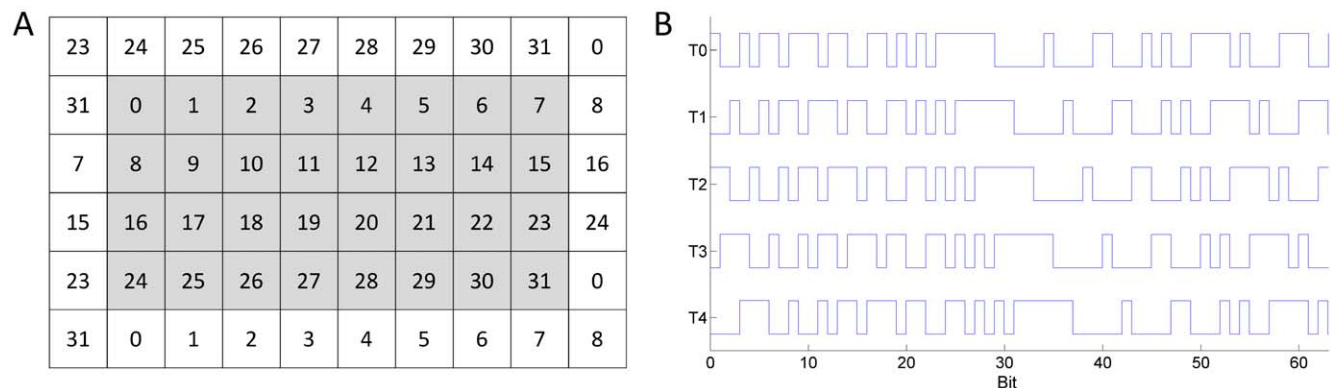 A
23 24 25 26 27 28 29 30 31 0
31 0 1 2 3 4 5 6 7 8
7 8 9 10 11 12 13 14 15 16
15 16 17 18 19 20 21 22 23 24
23 24 25 26 27 28 29 30 31 0
31 0 1 2 3 4 5 6 7 8
B
T0
T1
T2
T3
T4
0 10 20 30 40 50 60
Bit